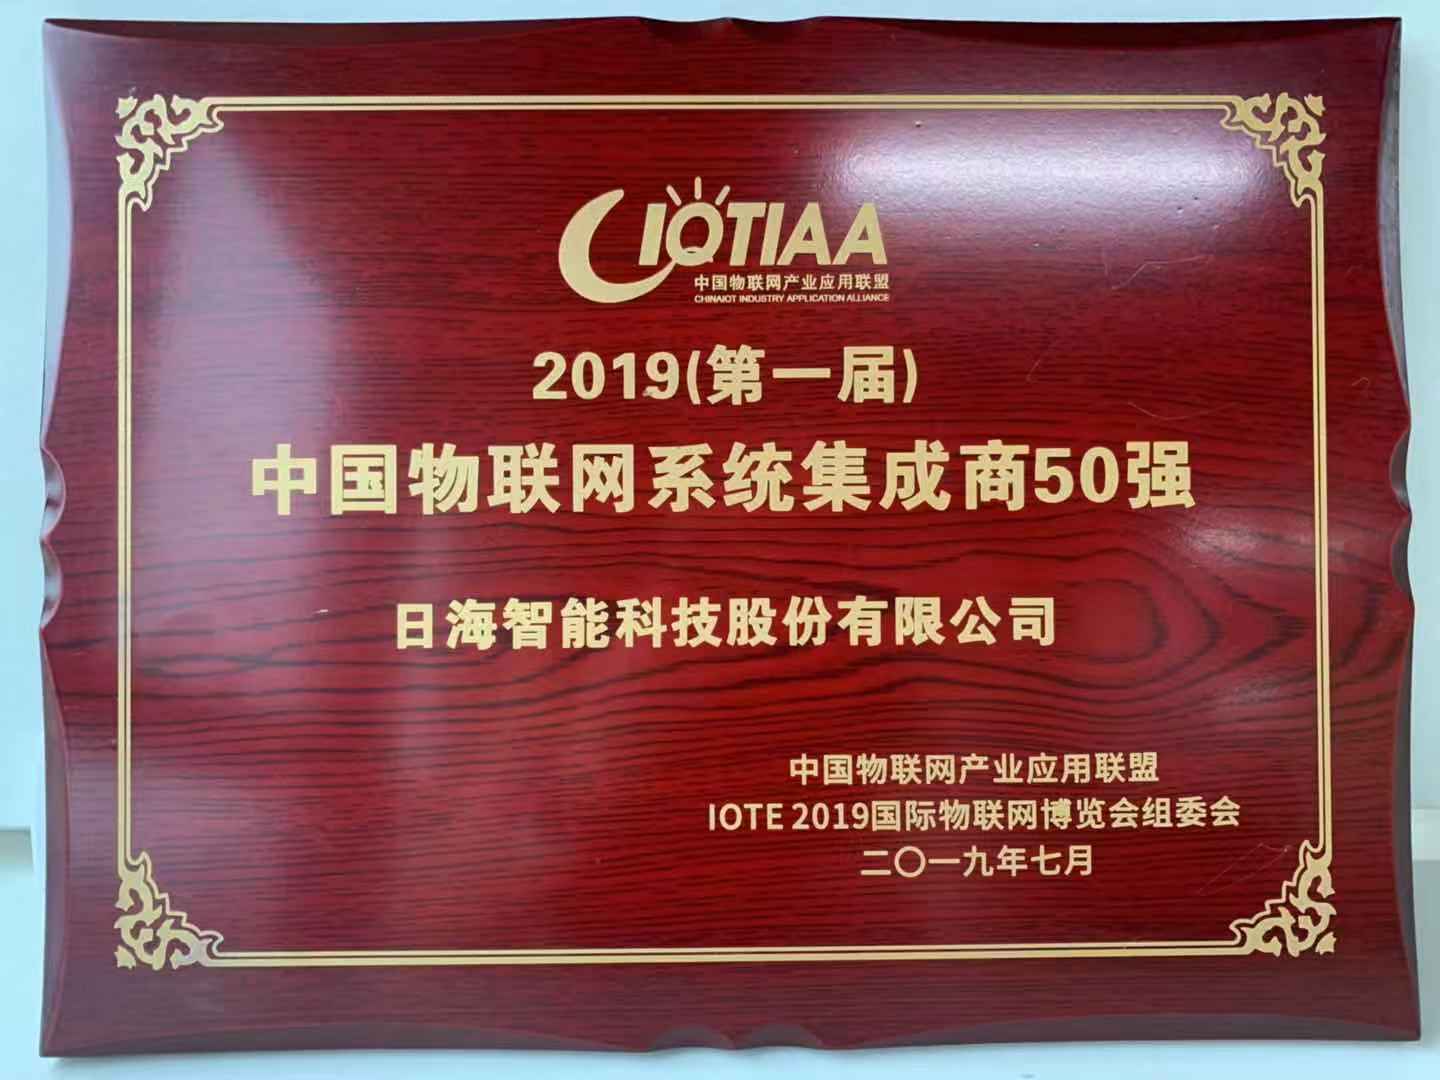 CIOTIAA
中国物联网产业应用联盟
CHINAIOT INDUSTRY APPLICATION ALLIANCE
2019(第一届)
中国物联网系统集成商50强
日海智能科技股份有限公司
中国物联网产业应用联盟
IOTE 2019国际物联网博览会组委会
二〇一九年七月